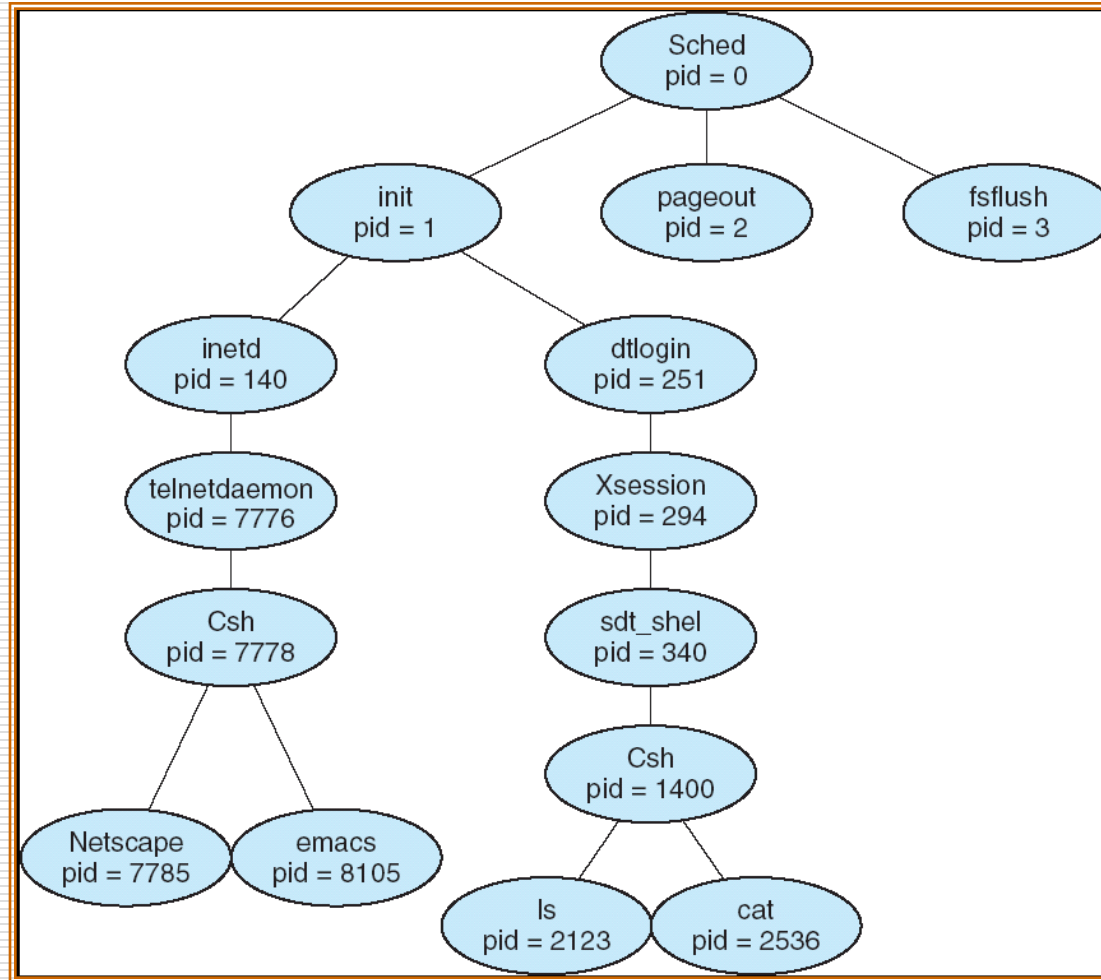 Sched
pid = 0
init
pid = 1
pageout
pid = 2
fsflush
pid = 3
inetd
pid = 140
dtlogin
pid = 251
telnetdaemon
pid = 7776
Xsession
pid = 294
Csh
pid = 7778
sdt_shel
pid = 340
Csh
pid = 1400
Netscape
pid = 7785
emacs
pid = 8105
ls
pid = 2123
cat
pid = 2536